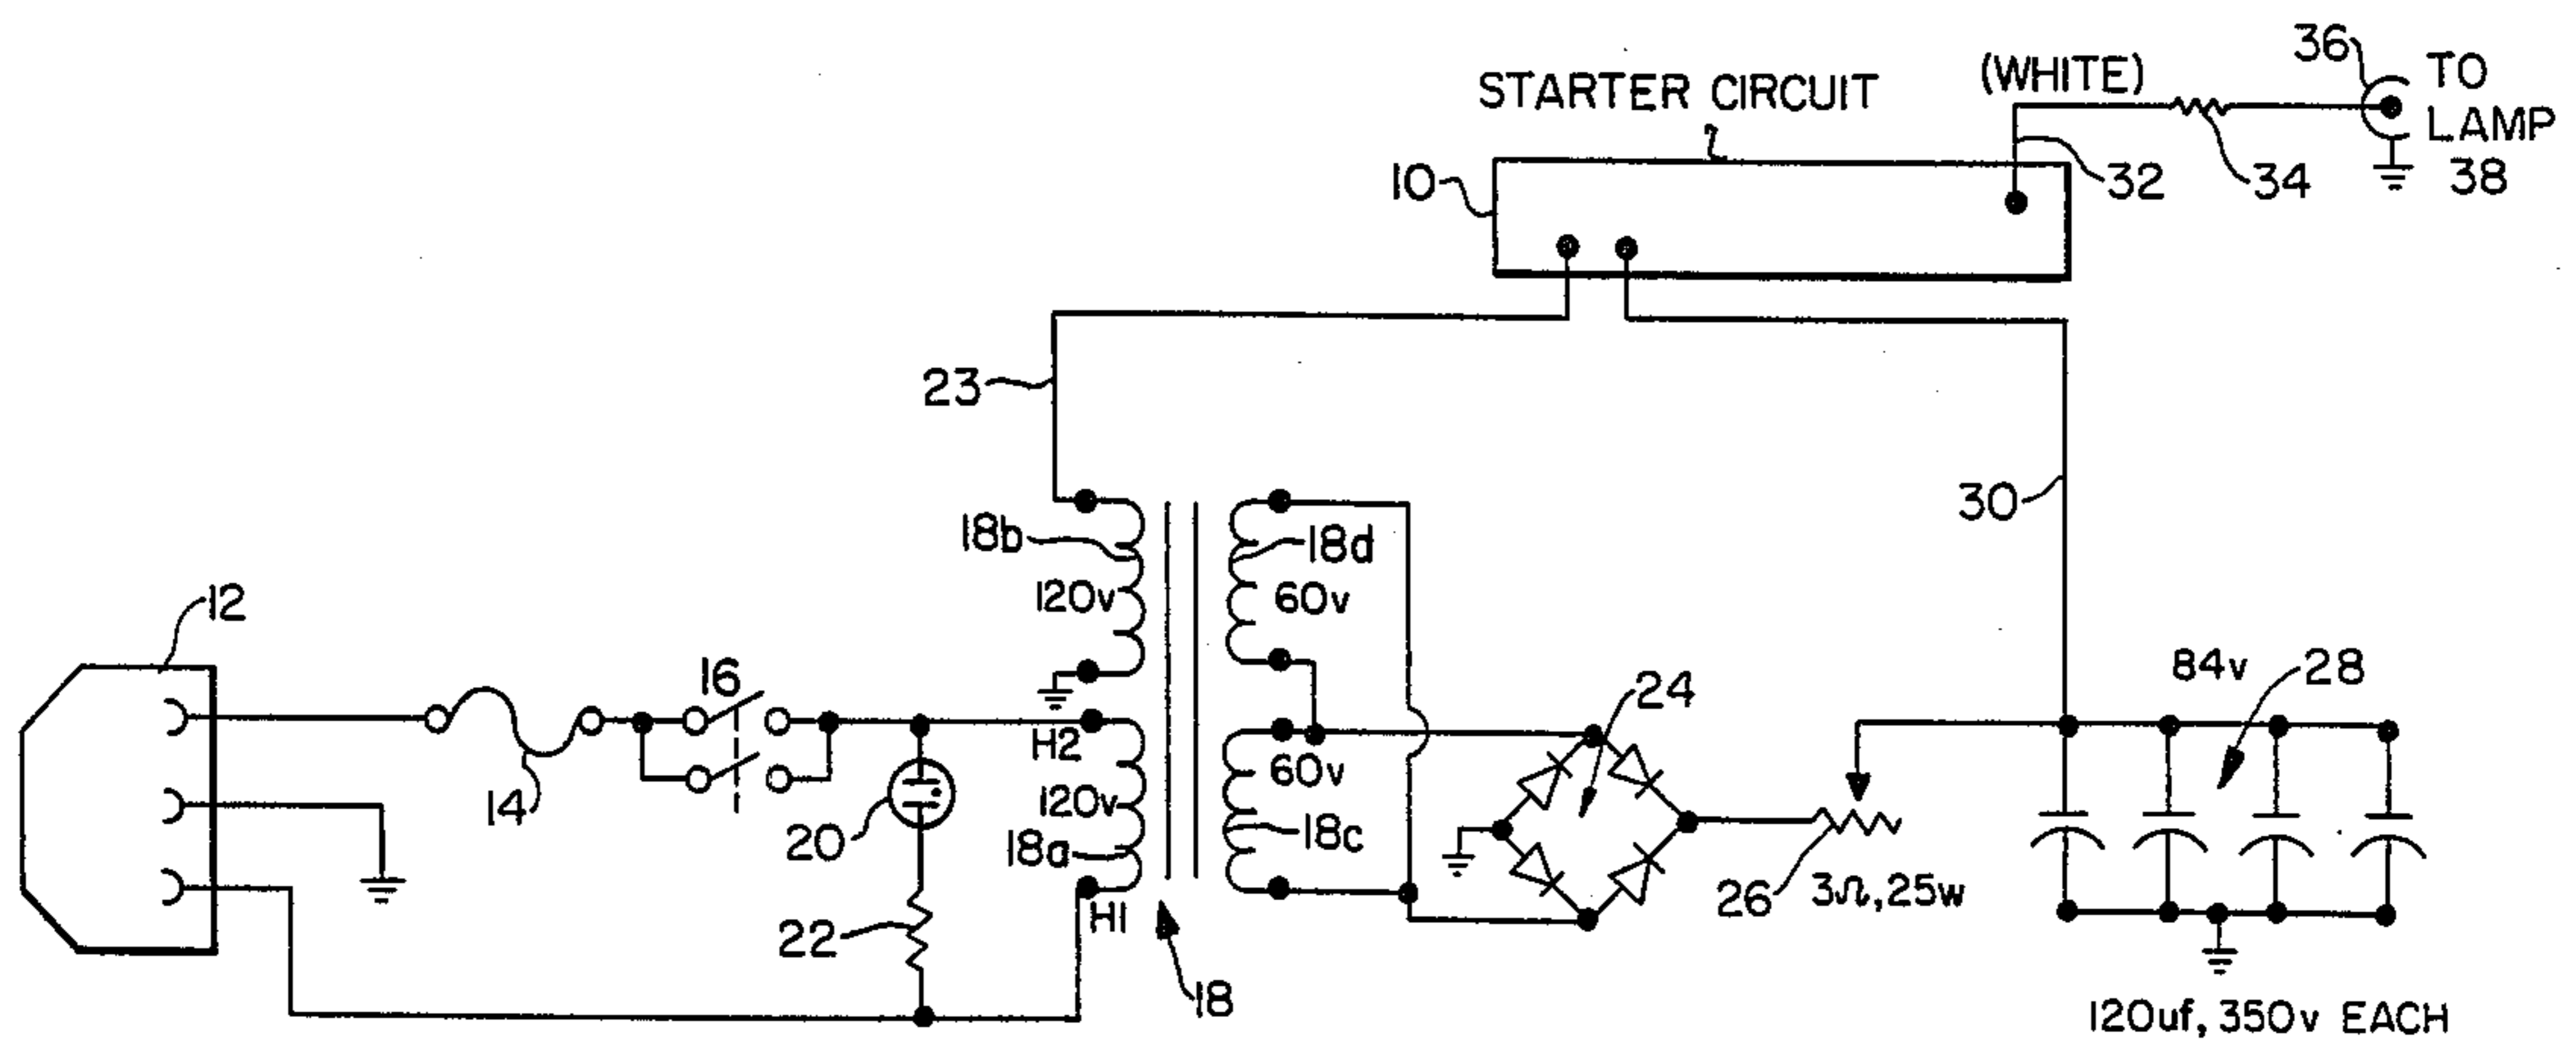 36
TO
LAMP
38
(WHITE)
STARTER CIRCUIT
10
32
34
23
30
18b
18d
120v
60v
12
16
84v
28
24
H2
60v
14
120v
20
18a
18c
26
3Ω, 25w
H1
22
18
120uf, 350v EACH